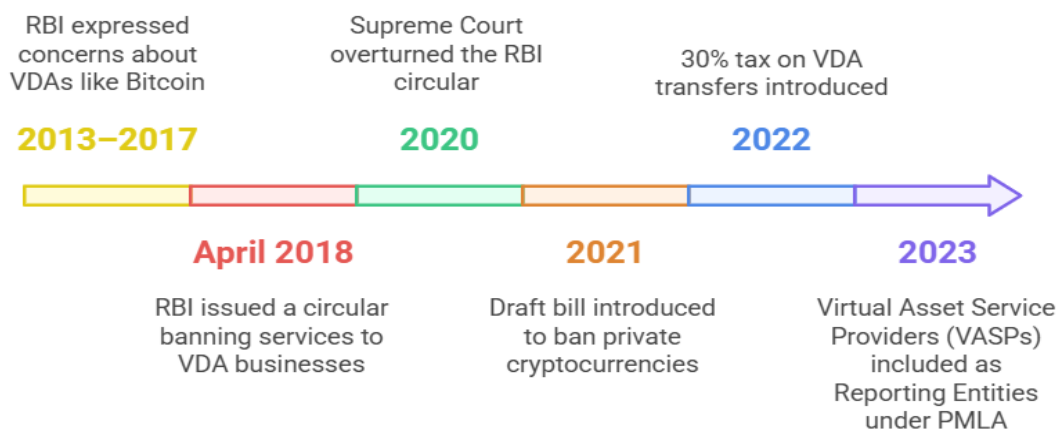 RBI expressed
concerns about
VDAs like Bitcoin
2013–2017
April 2018
RBI issued a circular
banning services to
VDA businesses
Supreme Court
overturned the RBI
circular
2020
2021
Draft bill introduced
to ban private
cryptocurrencies
30% tax on VDA
transfers introduced
2022
2023
Virtual Asset Service
Providers (VASPs)
included as
Reporting Entities
under PMLA